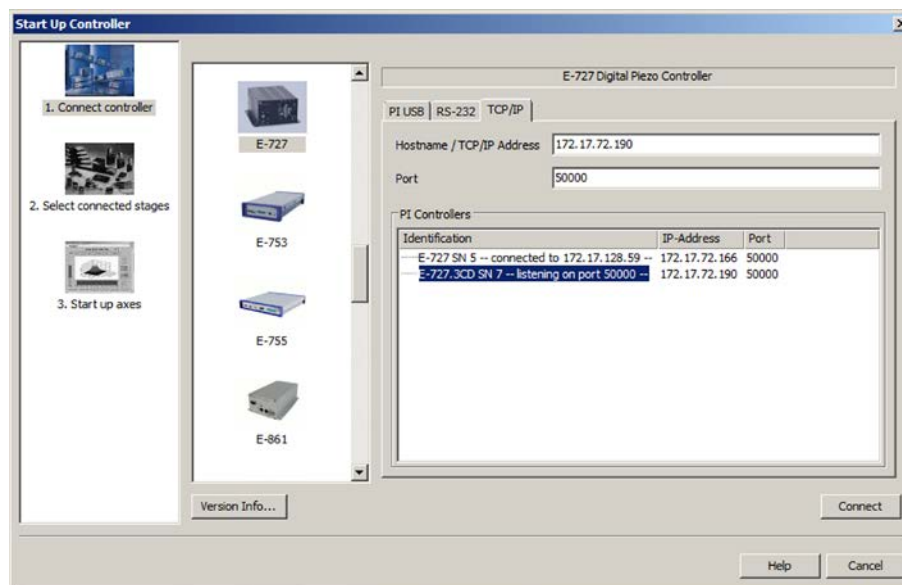 Start Up Controller
1. Connect controller
2. Select connected stages
3. Start up axes
E-727
E-753
E-755
E-861
Version Info...
E-727 Digital Piezo Controller
PI USB RS-232 TCP/IP
Hostname / TCP/IP Address 172.17.72.190
Port 50000
PI Controllers
Identification IP-Address Port
E-727 SN 5 -- connected to 172.17.128.59 -- 172.17.72.166 50000
E-727.3CD SN 7 -- listening on port 50000 -- 172.17.72.190 50000
Connect
Help Cancel